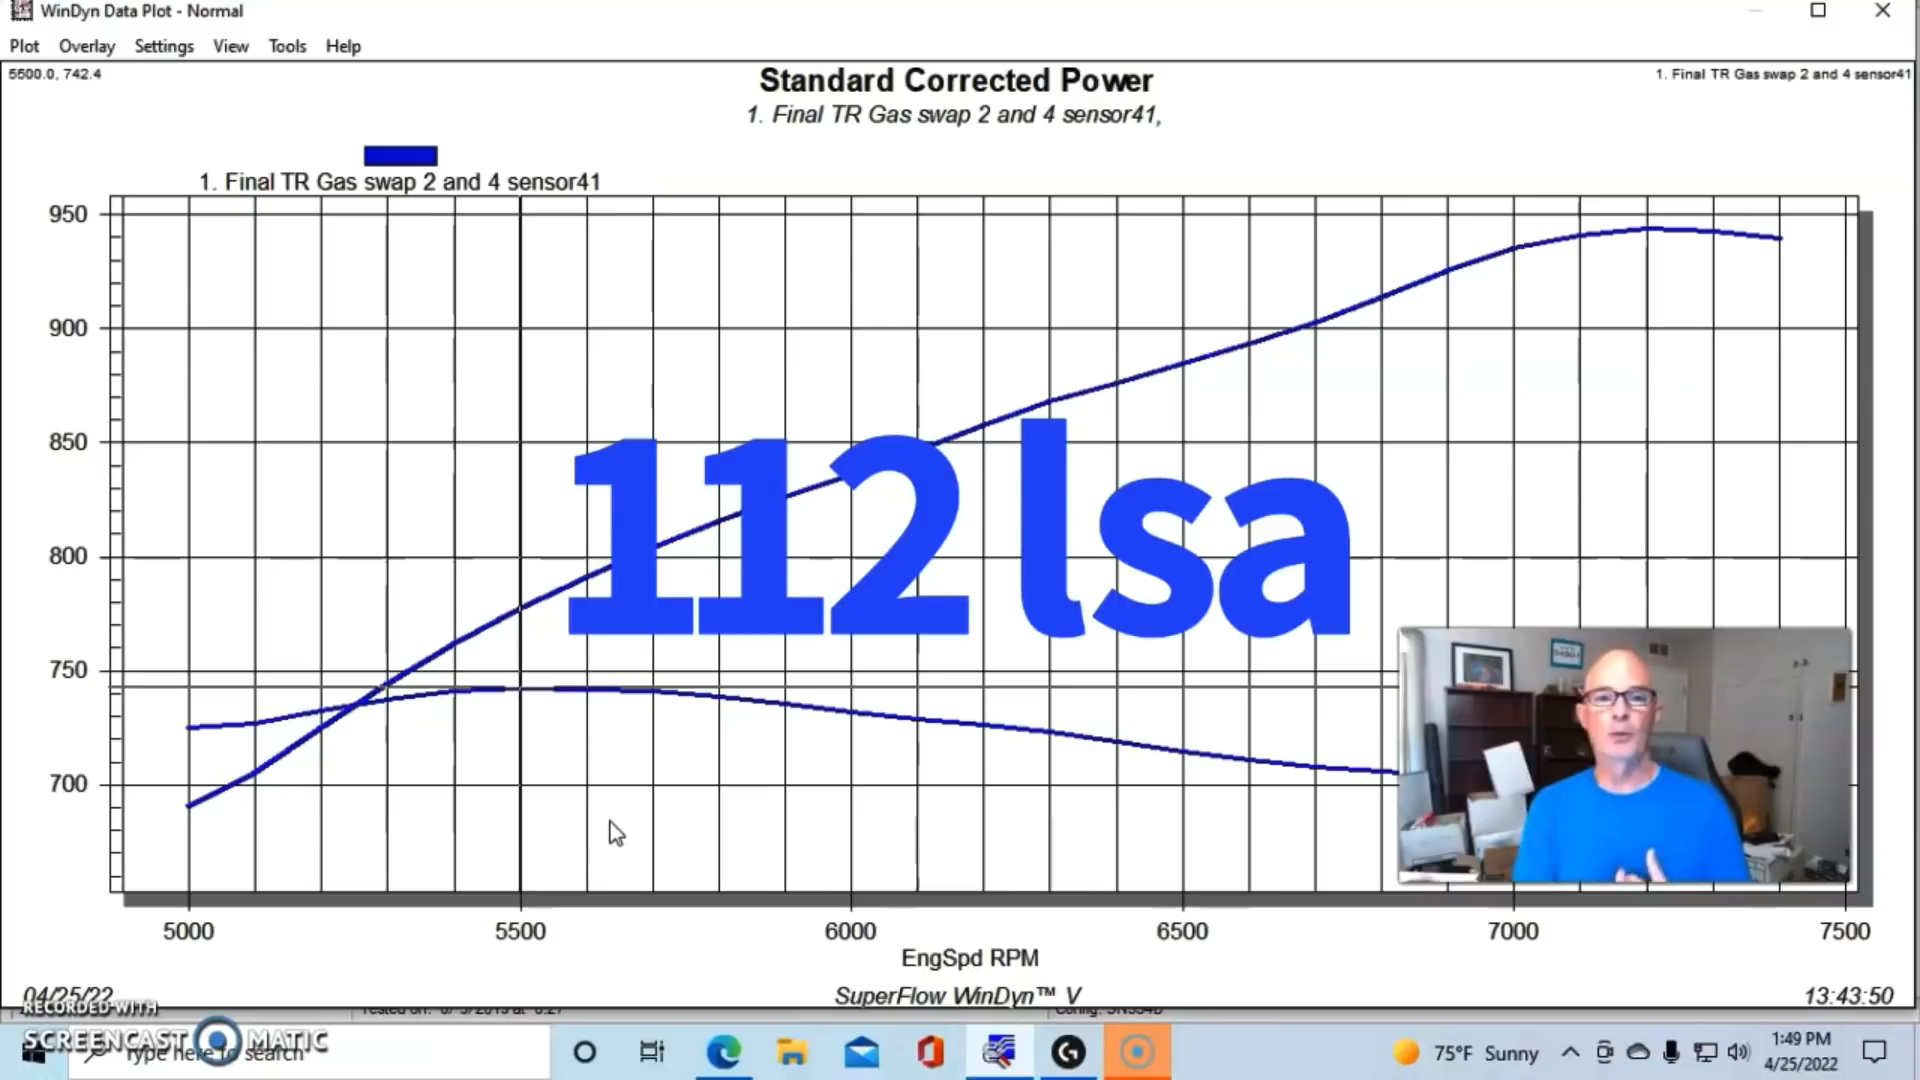 WinDyn Data Plot - Normal
Plot Overlay Settings View Tools Help
5500.0, 742.4
Standard Corrected Power
1. Final TR Gas swap 2 and 4 sensor41
1. Final TR Gas swap 2 and 4 sensor41,
1. Final TR Gas swap 2 and 4 sensor41
950
900
850
800
750
700
112 lsa
5000 5500 6000 6500 7000 7500
EngSpd RPM
04/25/22
SuperFlow WinDyn™ V
13:43:50
RECORDED WITH
SCREENCAST MATIC
Type here to search
75°F Sunny
1:49 PM
4/25/2022